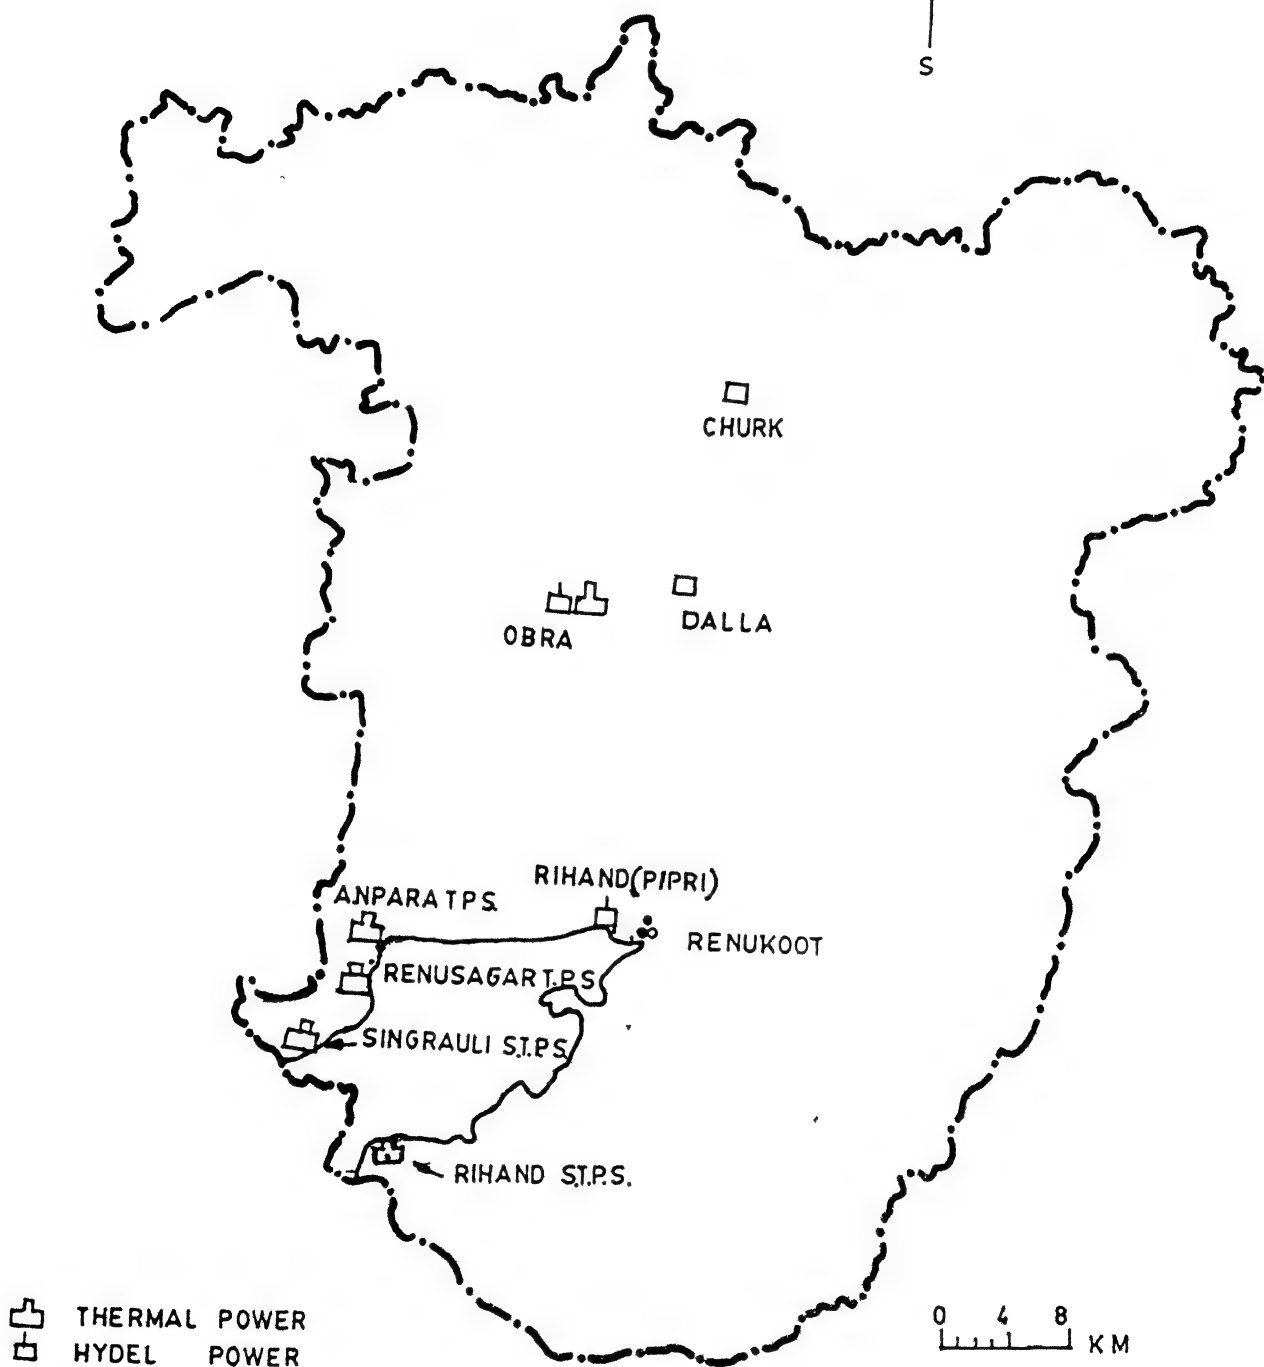 S
CHURK
DALLA
OBRA
RIHAND(PIPRI)
ANPARA T P S.
RENUKOOT
RENUSAGAR T.P.S
SINGRAULI S.T.P.S.
RIHAND S.T.P.S.
THERMAL POWER
HYDEL POWER
0 4 8
KM